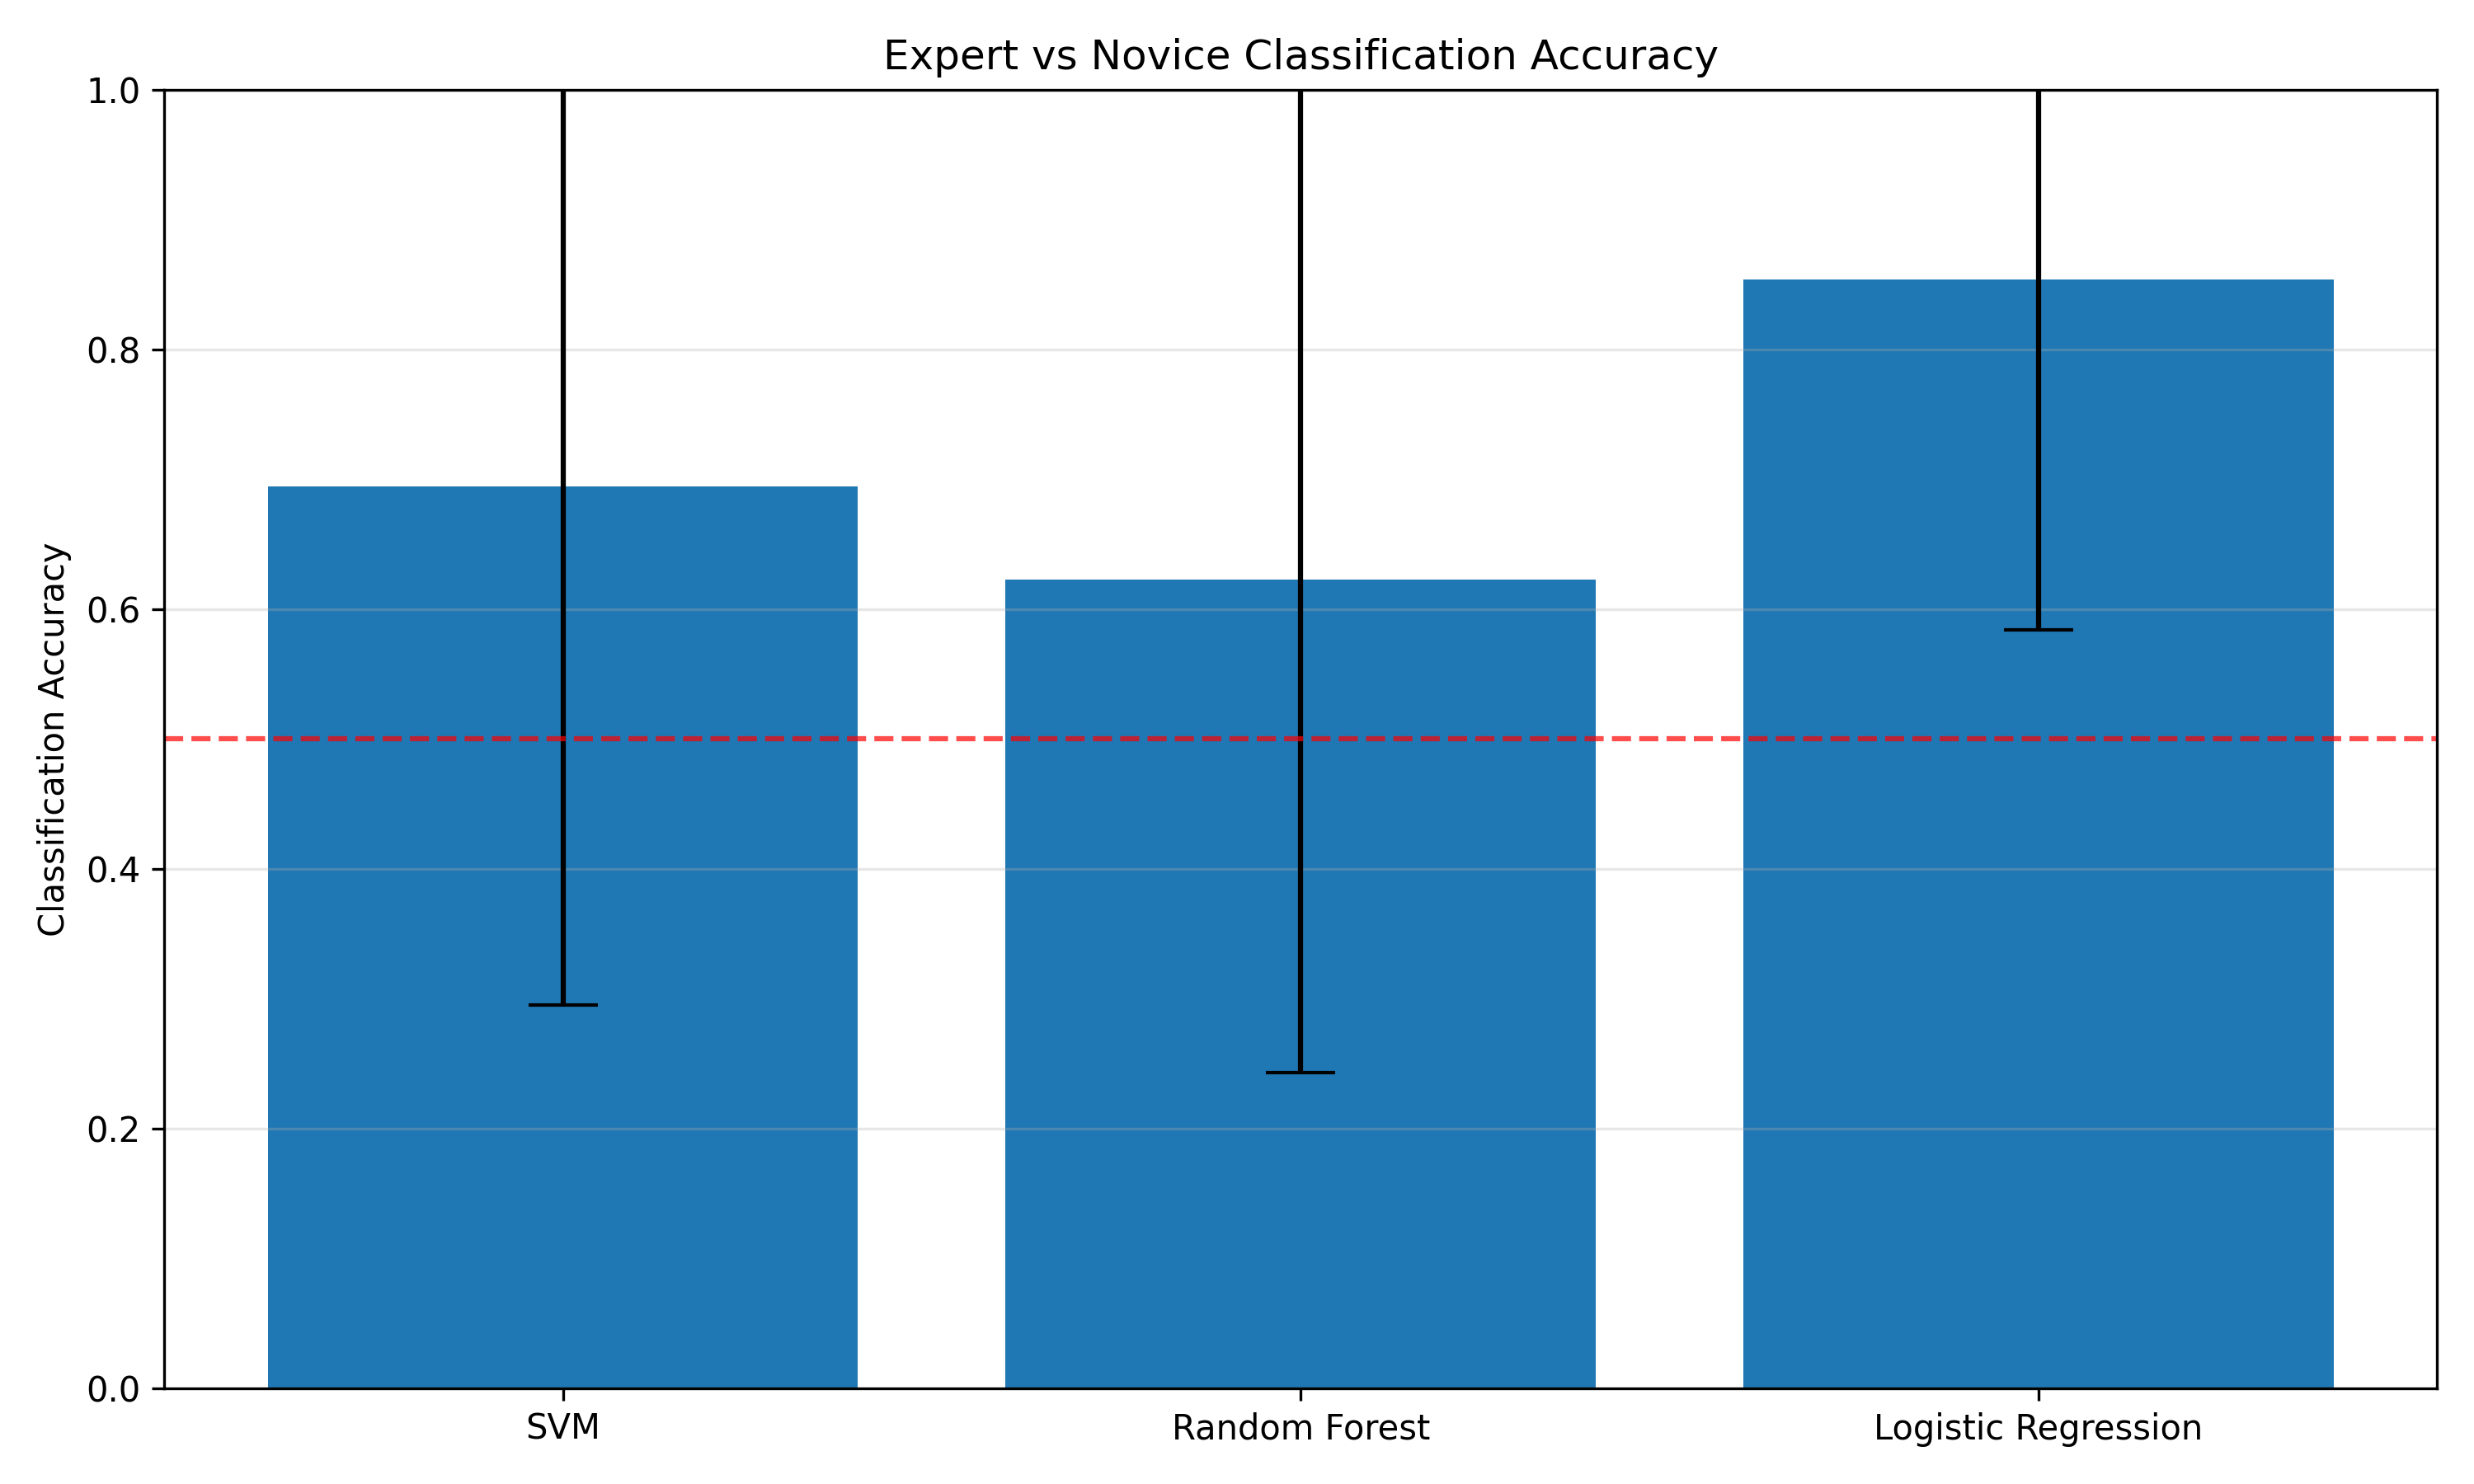 Expert vs Novice Classification Accuracy
Classification Accuracy
1.0
0.8
0.6
0.4
0.2
0.0
SVM
Random Forest
Logistic Regression